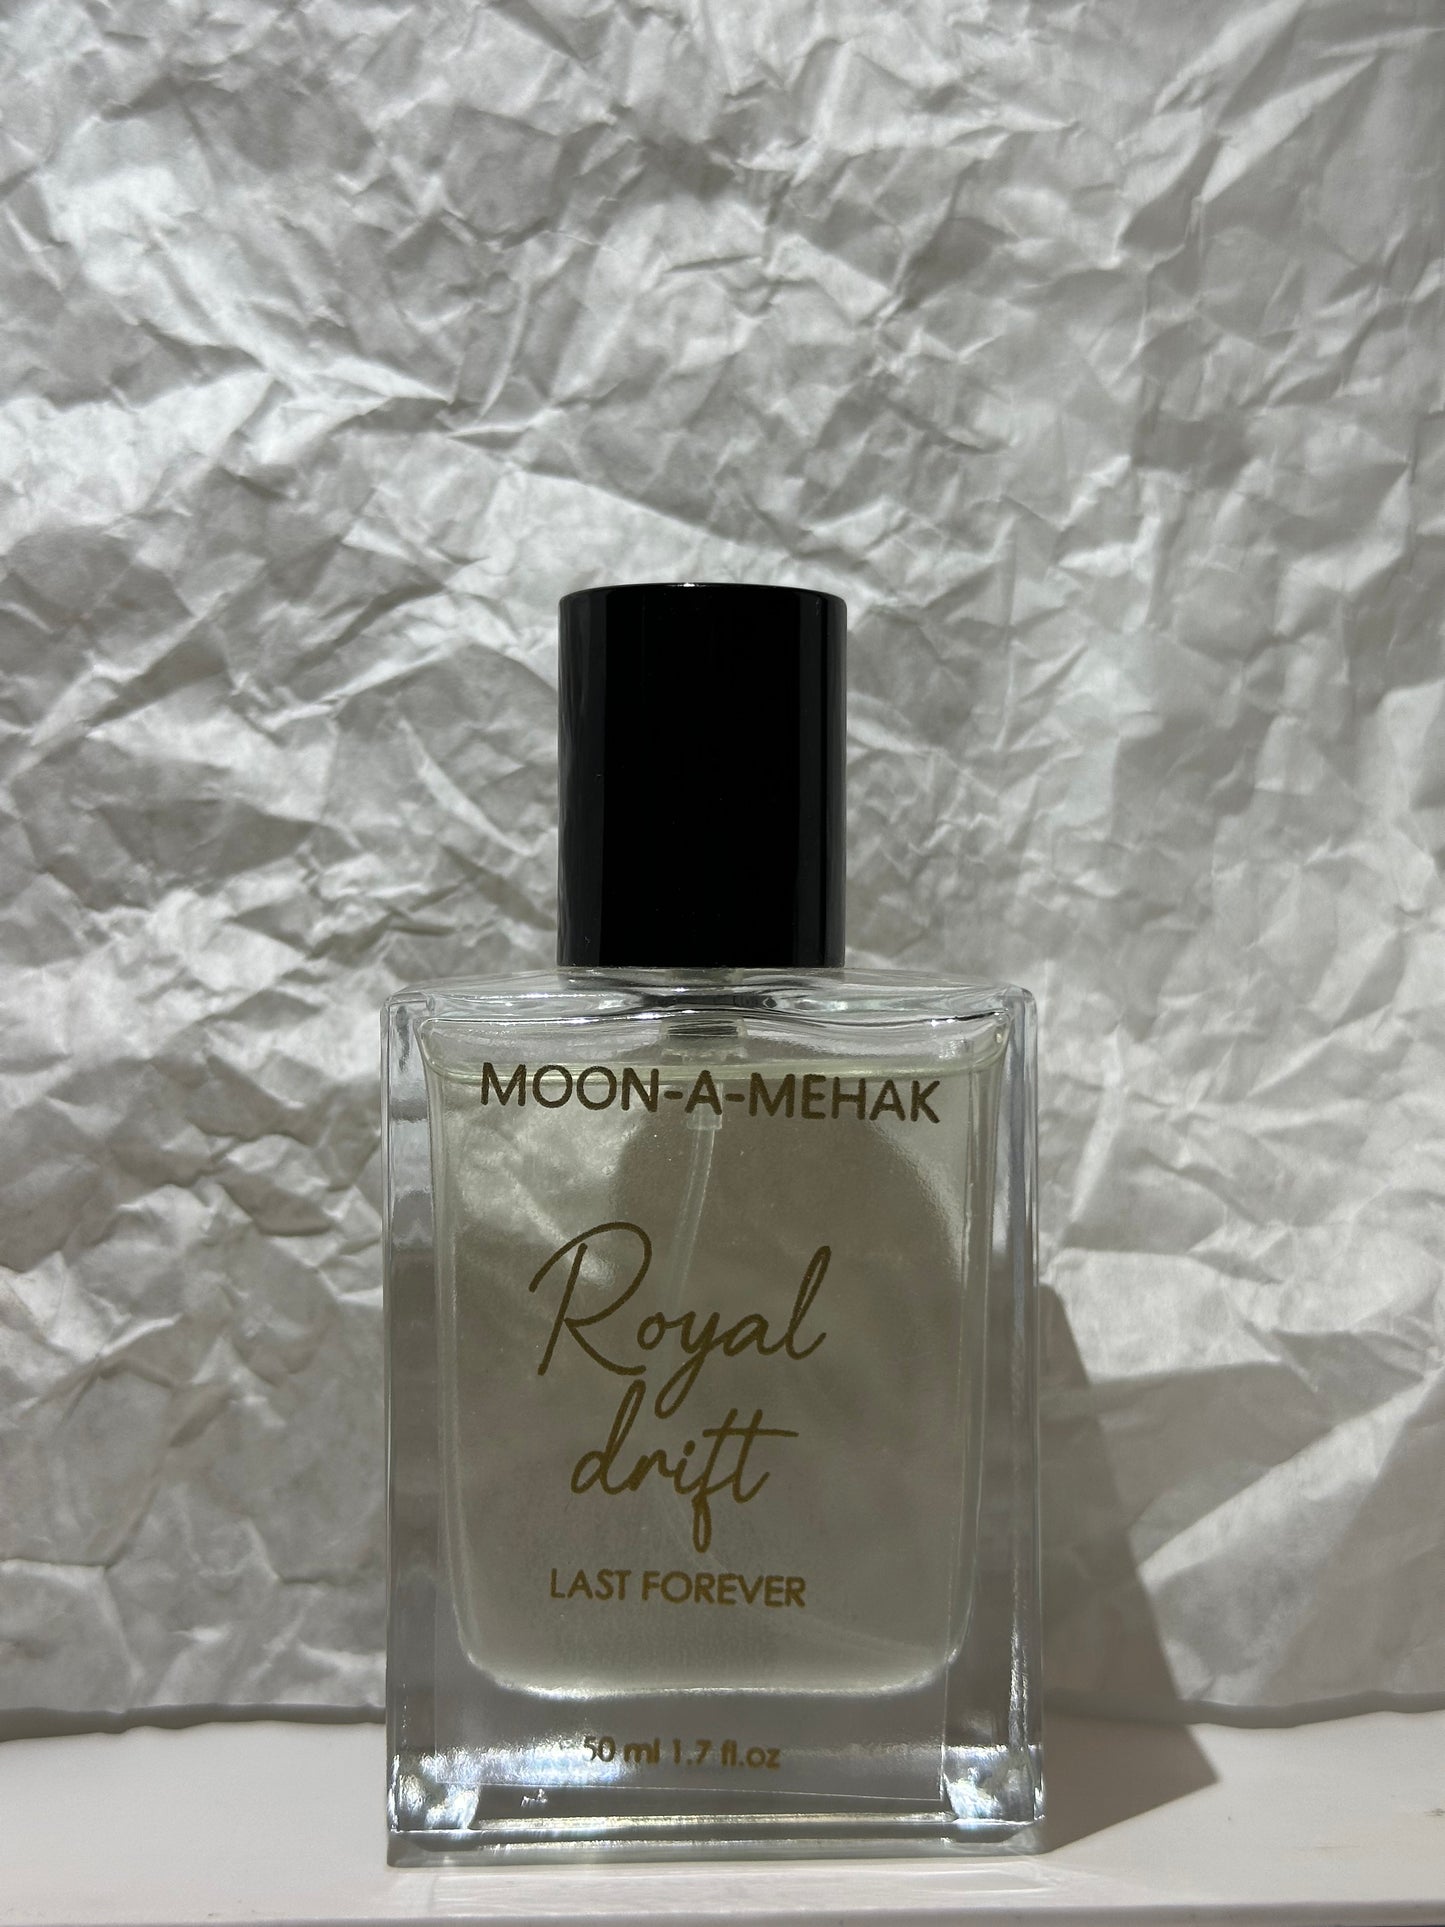 MOON-A-MEHAK
Royal
drift
LAST FOREVER
50 ml 1.7 fl.oz